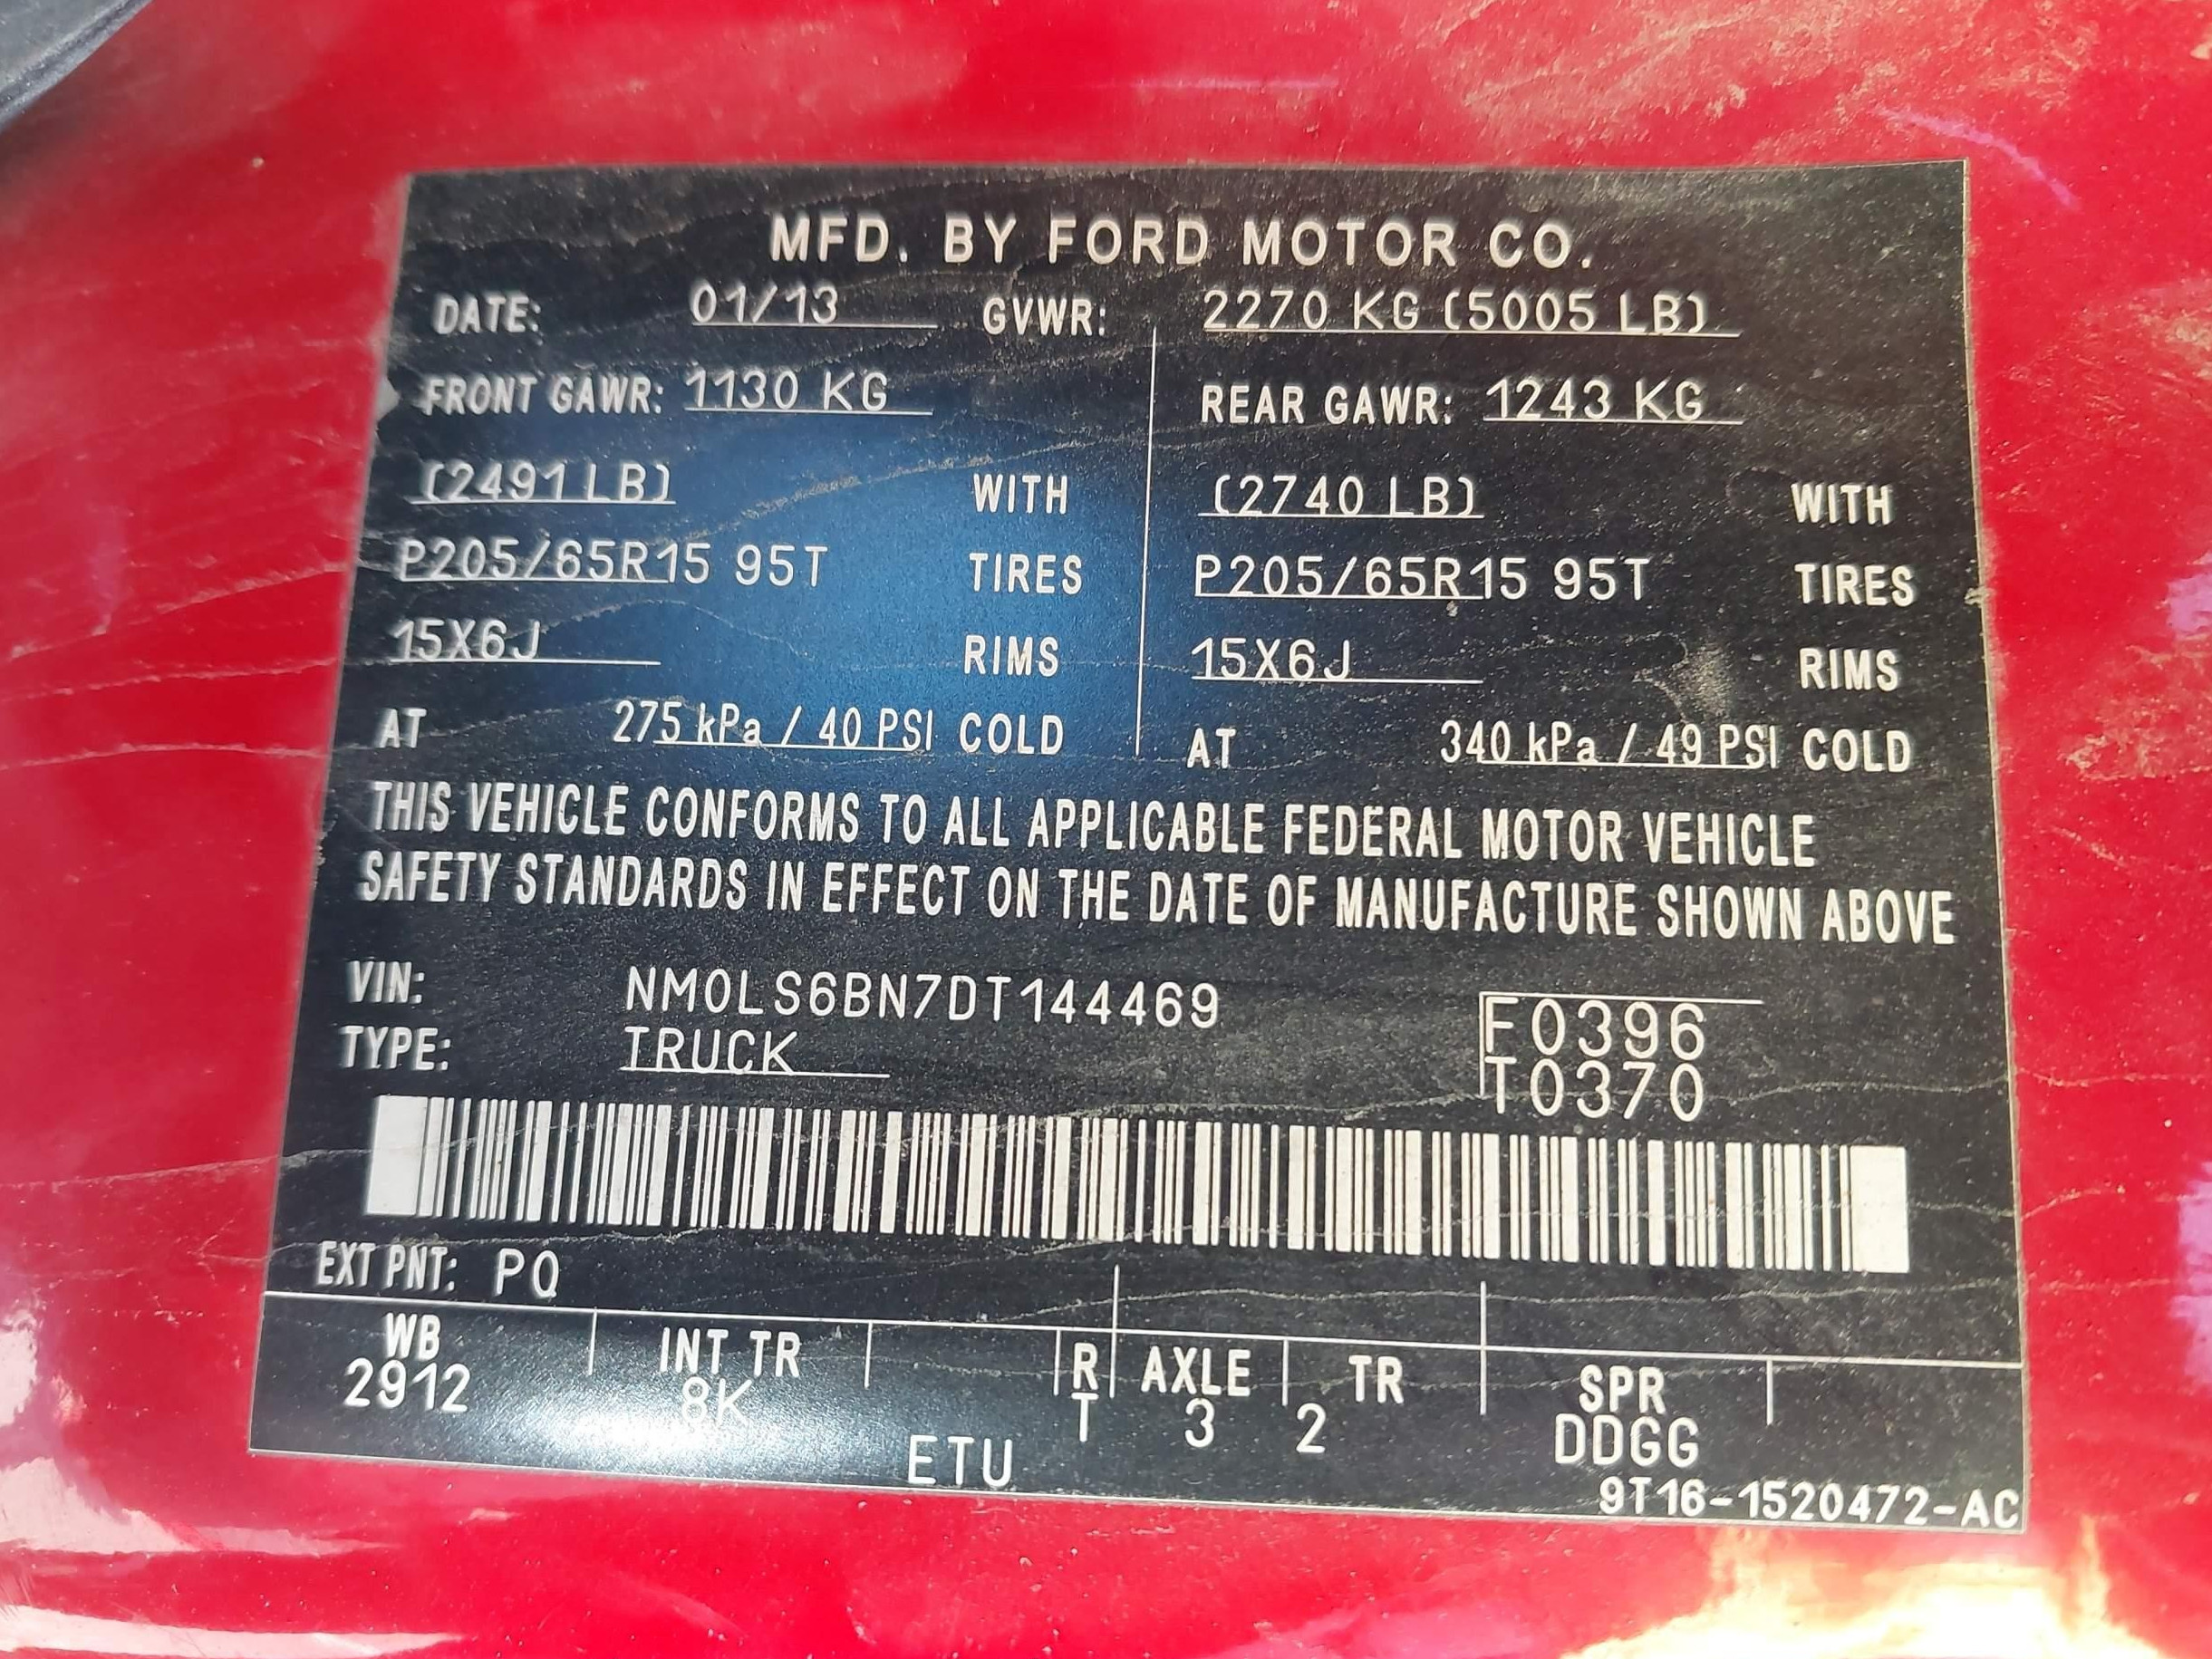 MFD. BY FORD MOTOR CO.
DATE: 01/13 GVWR: 2270 KG (5005 LB)
FRONT GAWR: 1130 KG REAR GAWR: 1243 KG
(2491 LB) WITH (2740 LB) WITH
P205/65R15 95T TIRES P205/65R15 95T TIRES
15X6J RIMS 15X6J RIMS
AT 275 kPa / 40 PSI COLD AT 340 kPa / 49 PSI COLD
THIS VEHICLE CONFORMS TO ALL APPLICABLE FEDERAL MOTOR VEHICLE
SAFETY STANDARDS IN EFFECT ON THE DATE OF MANUFACTURE SHOWN ABOVE
VIN: NM0LS6BN7DT144469 F0396
TYPE: TRUCK T0370
EXT PNT: PQ
WB INT TR R AXLE TR SPR
2912 8K T 3 2 DDGG
ETU
9T16-1520472-AC